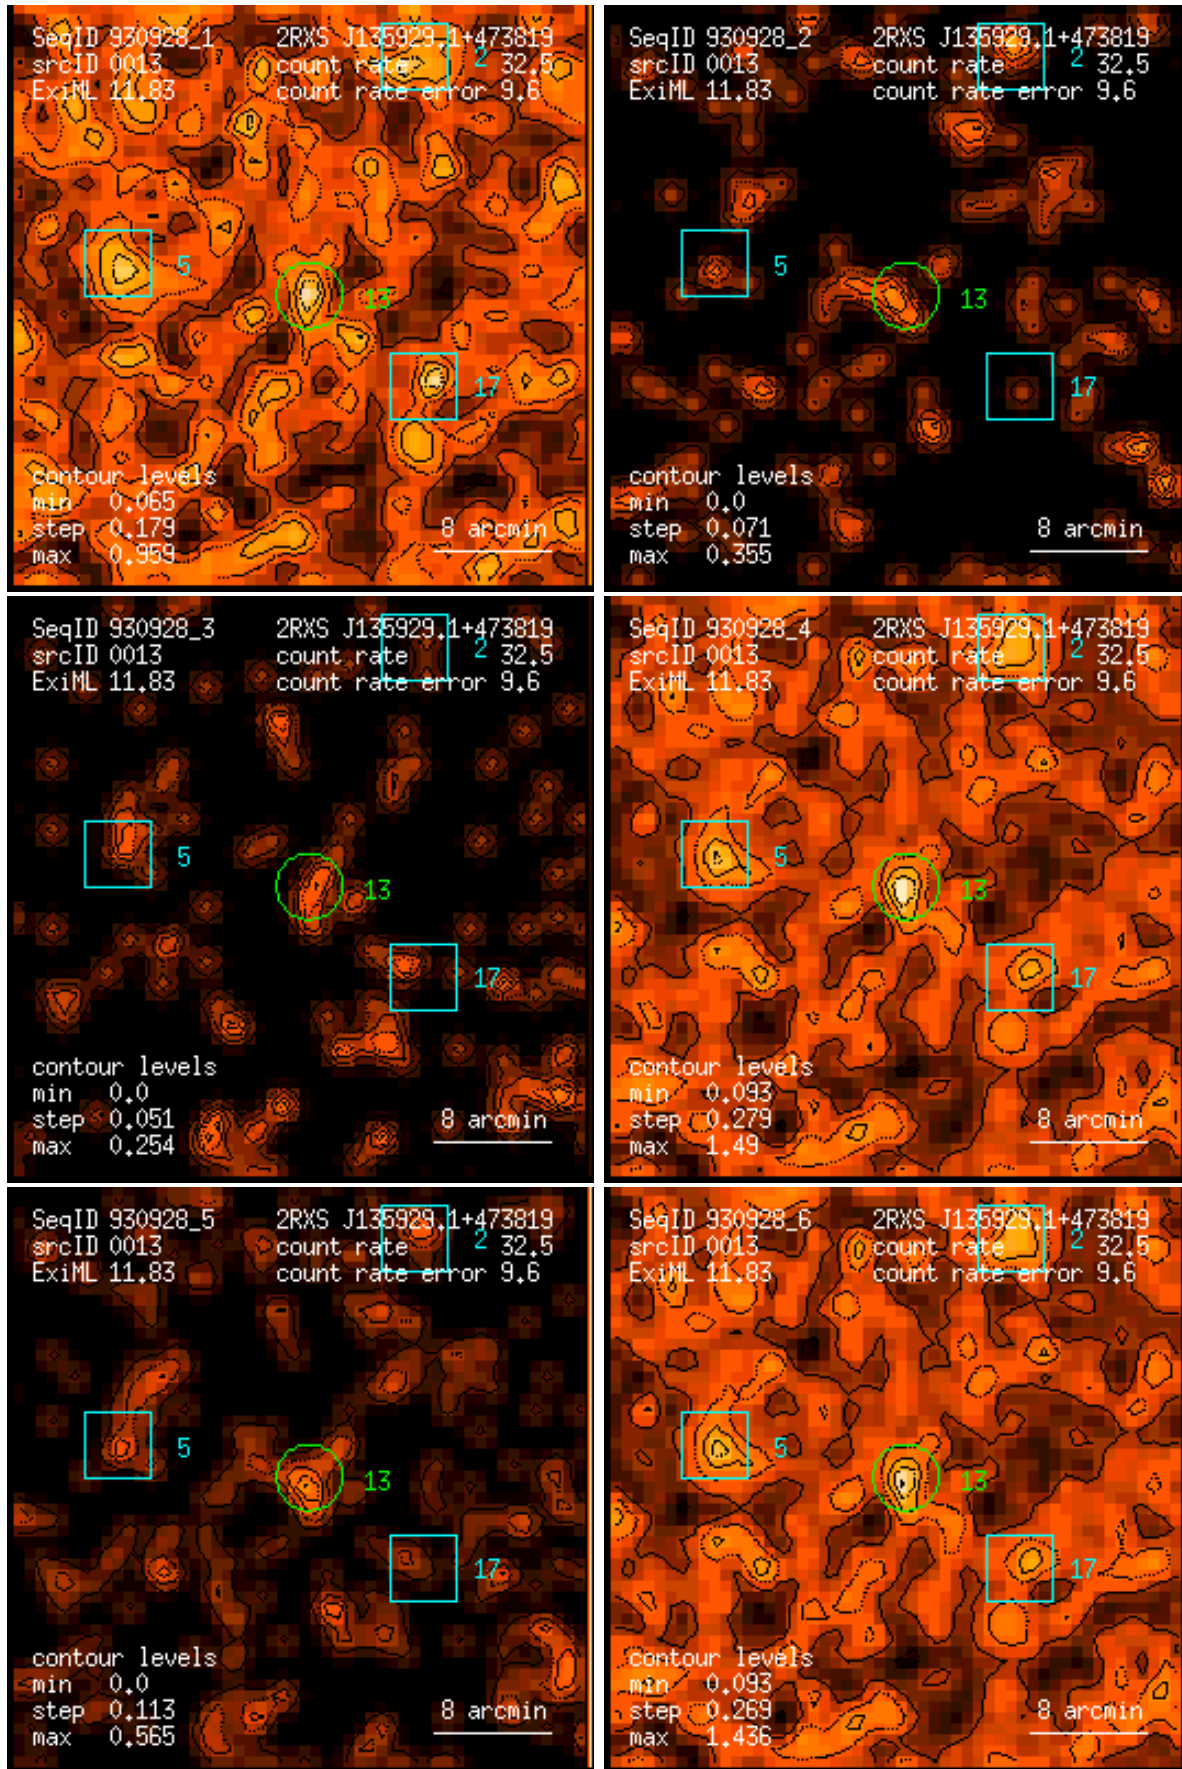 SeqID 930928_1 2RXS J135929.1+473819
srcID 0013 count rate 2 32.5
ExiML 11.83 count rate error 9.6
5
13
17
contour levels
min 0.065
step 0.179 8 arcmin
max 0.959
SeqID 930928_2 2RXS J135929.1+473819
srcID 0013 count rate 2 32.5
ExiML 11.83 count rate error 9.6
5
13
17
contour levels
min 0.0
step 0.071 8 arcmin
max 0.355
SeqID 930928_3 2RXS J135929.1+473819
srcID 0013 count rate 2 32.5
ExiML 11.83 count rate error 9.6
5
13
17
contour levels
min 0.0
step 0.051 8 arcmin
max 0.254
SeqID 930928_4 2RXS J135929.1+473819
srcID 0013 count rate 2 32.5
ExiML 11.83 count rate error 9.6
5
13
17
contour levels
min 0.093
step 0.279 8 arcmin
max 1.49
SeqID 930928_5 2RXS J135929.1+473819
srcID 0013 count rate 2 32.5
ExiML 11.83 count rate error 9.6
5
13
17
contour levels
min 0.0
step 0.113 8 arcmin
max 0.565
SeqID 930928_6 2RXS J135929.1+473819
srcID 0013 count rate 2 32.5
ExiML 11.83 count rate error 9.6
5
13
17
contour levels
min 0.093
step 0.269 8 arcmin
max 1.436